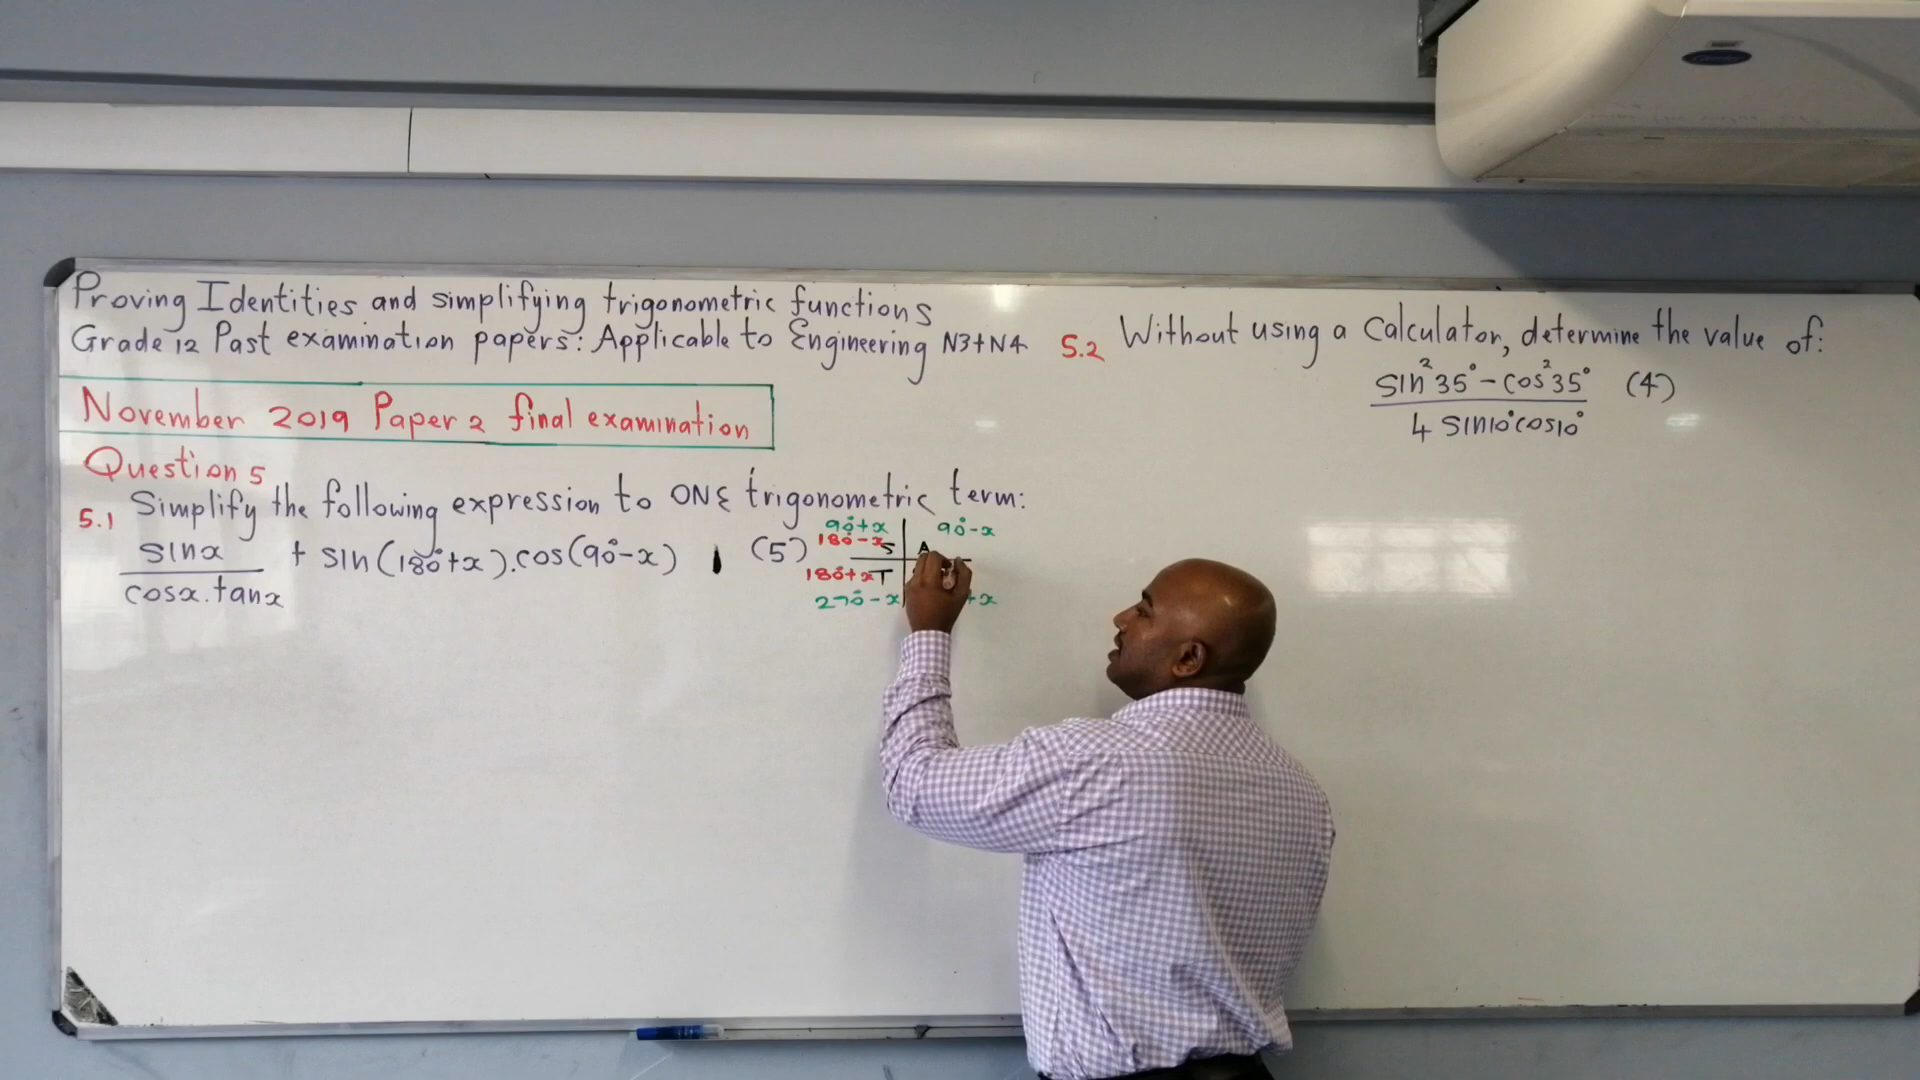 Proving Identities and simplifying trigonometric functions
Grade 12 Past examination papers: Applicable to Engineering N3+N4
November 2019 Paper 2 final examination
Question 5
5.1 Simplify the following expression to ONE trigonometric term:
sinx
cosx.tanx
+ sin(180°+x).cos(90°-x) (5)
90°+x
180°-x S
A 90°-x
180°+x T
270°-x
+x
5.2 Without using a Calculator, determine the value of:
sin²35° - cos²35° (4)
4 sin10°cos10°